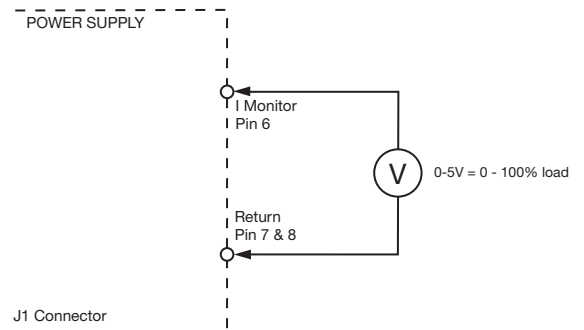 POWER SUPPLY
I Monitor
Pin 6
V
0-5V = 0 - 100% load
Return
Pin 7 & 8
J1 Connector